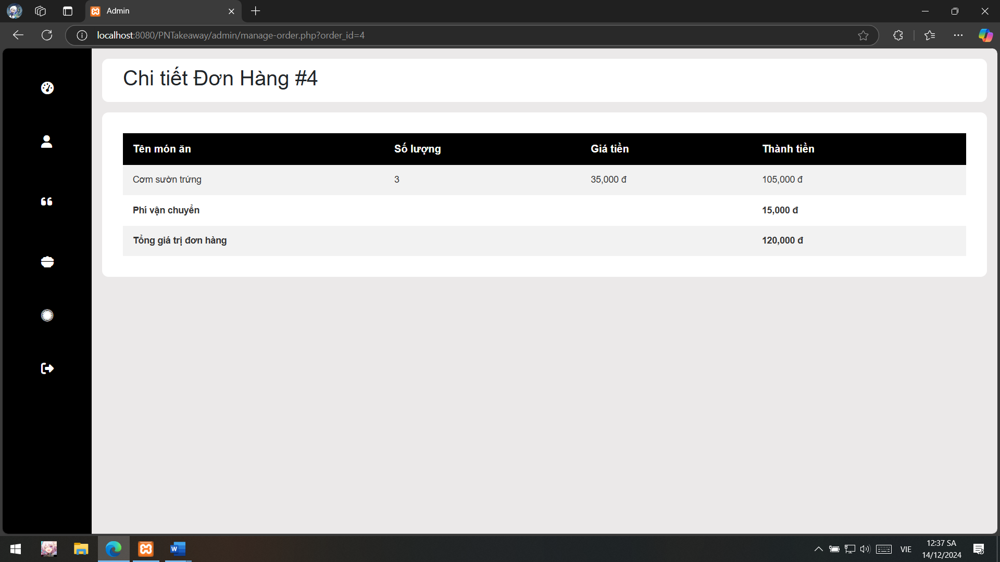 Admin
localhost:8080/PNTakeaway/admin/manage-order.php?order_id=4
Chi tiết Đơn Hàng #4
Tên món ăn Số lượng Giá tiền Thành tiền
Cơm sườn trứng 3 35,000 đ 105,000 đ
Phí vận chuyển 15,000 đ
Tổng giá trị đơn hàng 120,000 đ
VIE
12:37 SA
14/12/2024